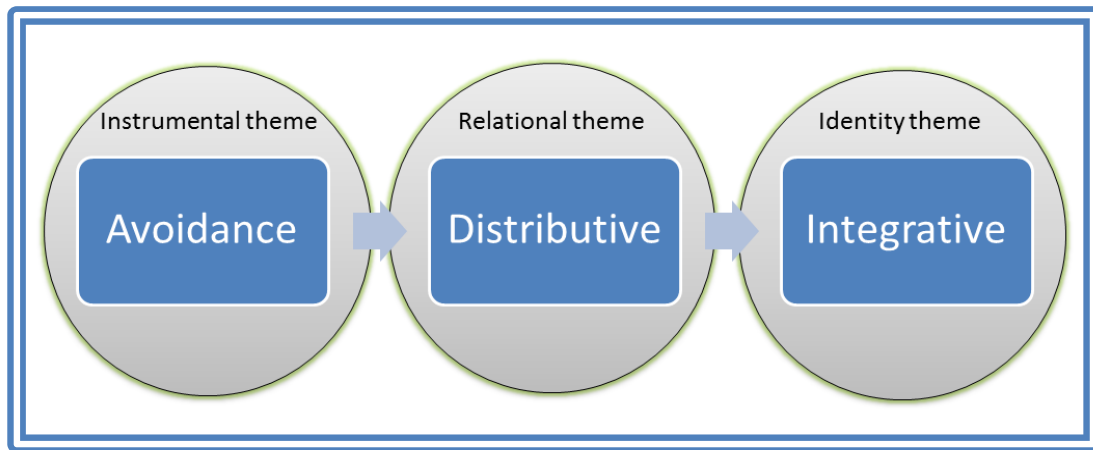 Instrumental theme
Avoidance
Relational theme
Distributive
Identity theme
Integrative